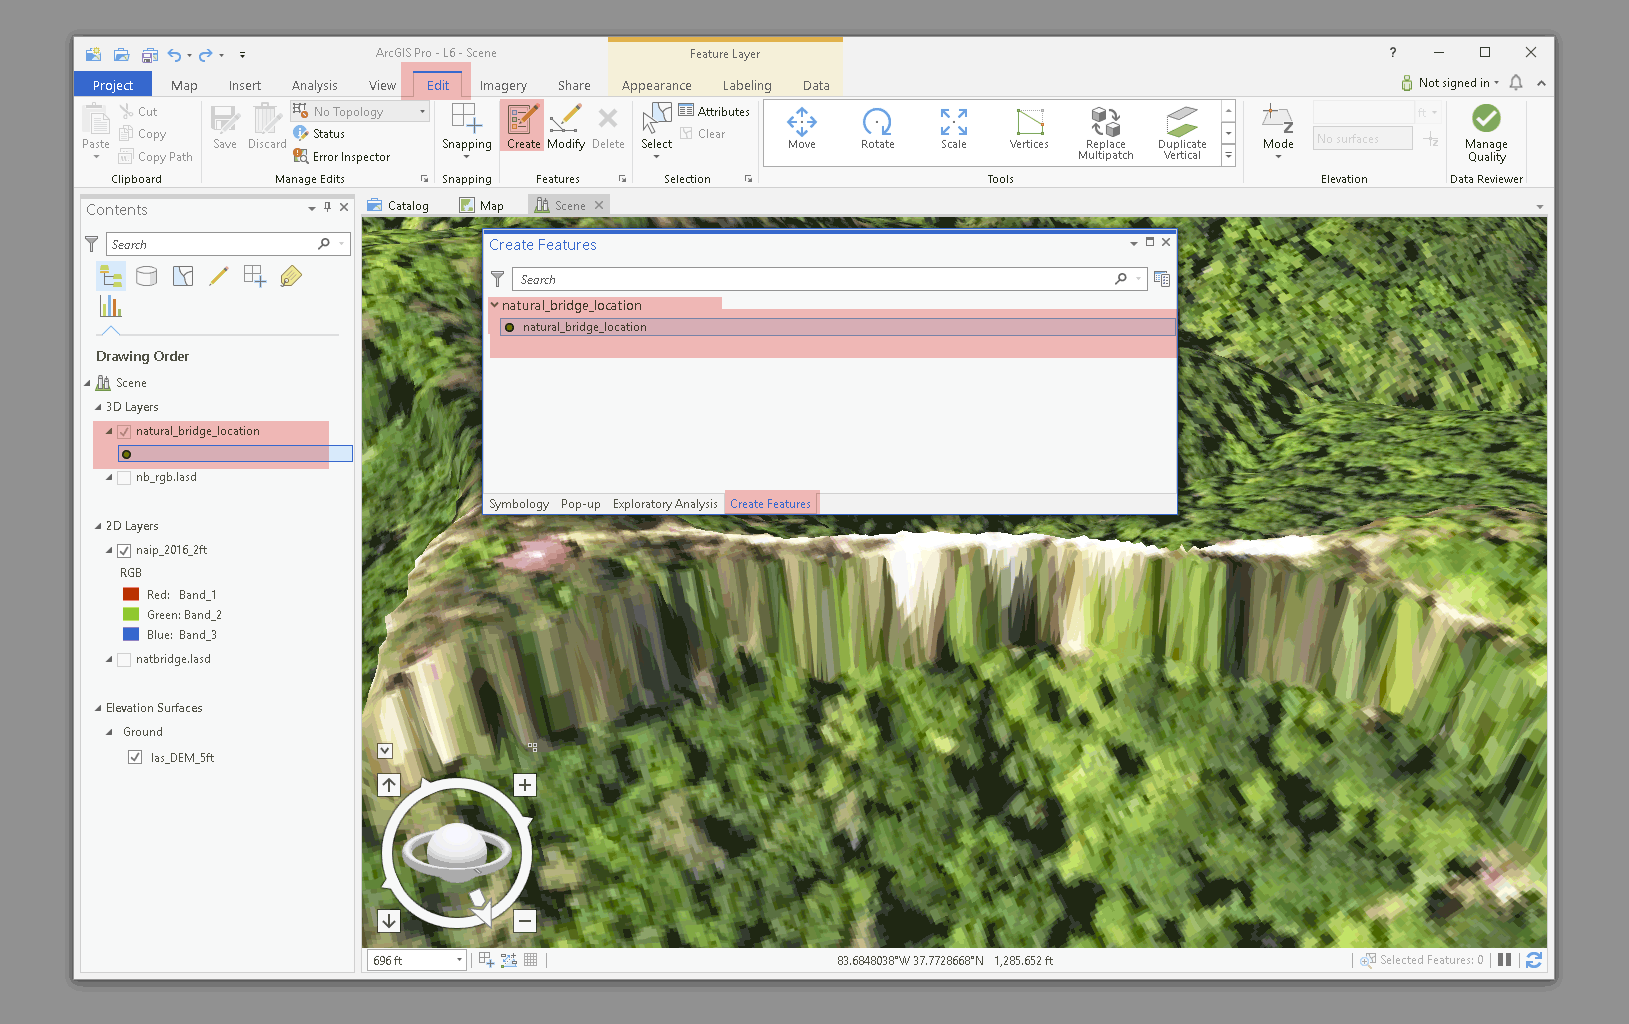 ArcGIS Pro - L6 - Scene
Feature Layer
?
Project Map Insert Analysis View Edit Imagery Share Appearance Labeling Data
Not signed in
Paste
Cut
Copy
Copy Path
Clipboard
Save
Discard
No Topology
Status
Error Inspector
Manage Edits
Snapping
Snapping
Create
Modify
Delete
Features
Select
Attributes
Clear
Selection
Move
Rotate
Scale
Vertices
Replace
Multipatch
Duplicate
Vertical
Tools
Mode
ft
No surfaces
Elevation
Manage
Quality
Data Reviewer
Contents
Search
Drawing Order
Scene
3D Layers
natural_bridge_location
nb_rgb.lasd
2D Layers
naip_2016_2ft
RGB
Red: Band_1
Green: Band_2
Blue: Band_3
natbridge.lasd
Elevation Surfaces
Ground
las_DEM_5ft
Catalog
Map
Scene
Create Features
Search
natural_bridge_location
natural_bridge_location
Symbology Pop-up Exploratory Analysis Create Features
696 ft
83.6848038°W 37.7728668°N 1,285.652 ft
Selected Features: 0